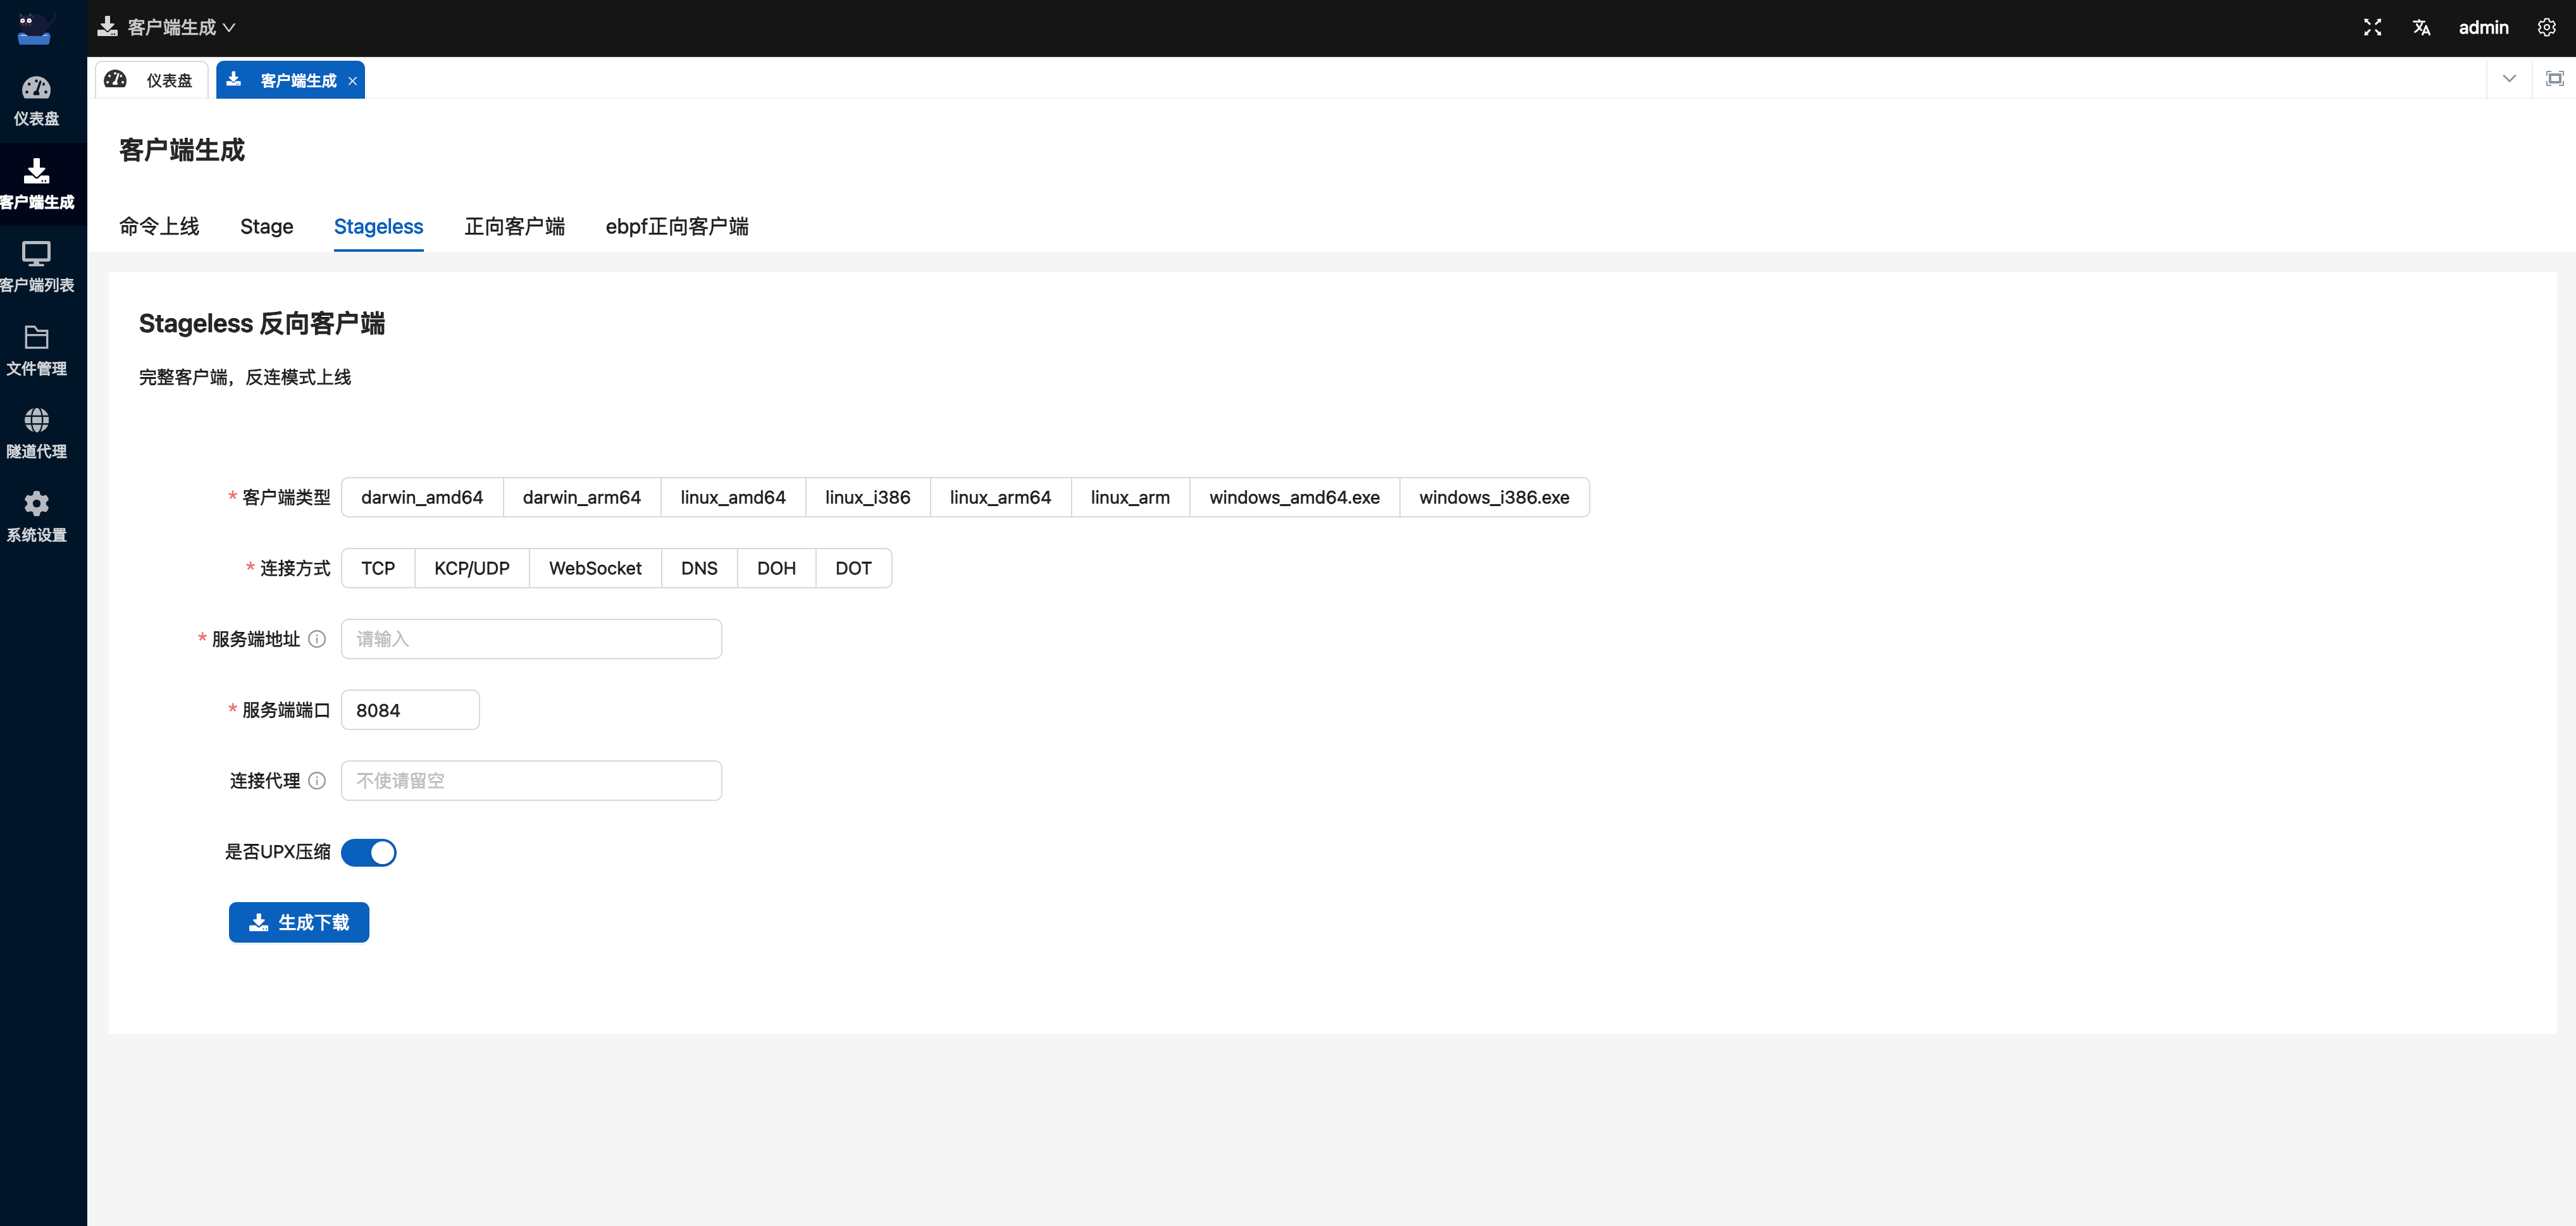 客户端生成
admin
仪表盘
客户端生成
仪表盘
客户端生成
客户端列表
文件管理
隧道代理
系统设置
客户端生成
命令上线 Stage Stageless 正向客户端 ebpf正向客户端
Stageless 反向客户端
完整客户端，反连模式上线
* 客户端类型 darwin_amd64 darwin_arm64 linux_amd64 linux_i386 linux_arm64 linux_arm windows_amd64.exe windows_i386.exe
* 连接方式 TCP KCP/UDP WebSocket DNS DOH DOT
* 服务端地址 请输入
* 服务端端口 8084
连接代理 不使请留空
是否UPX压缩
生成下载